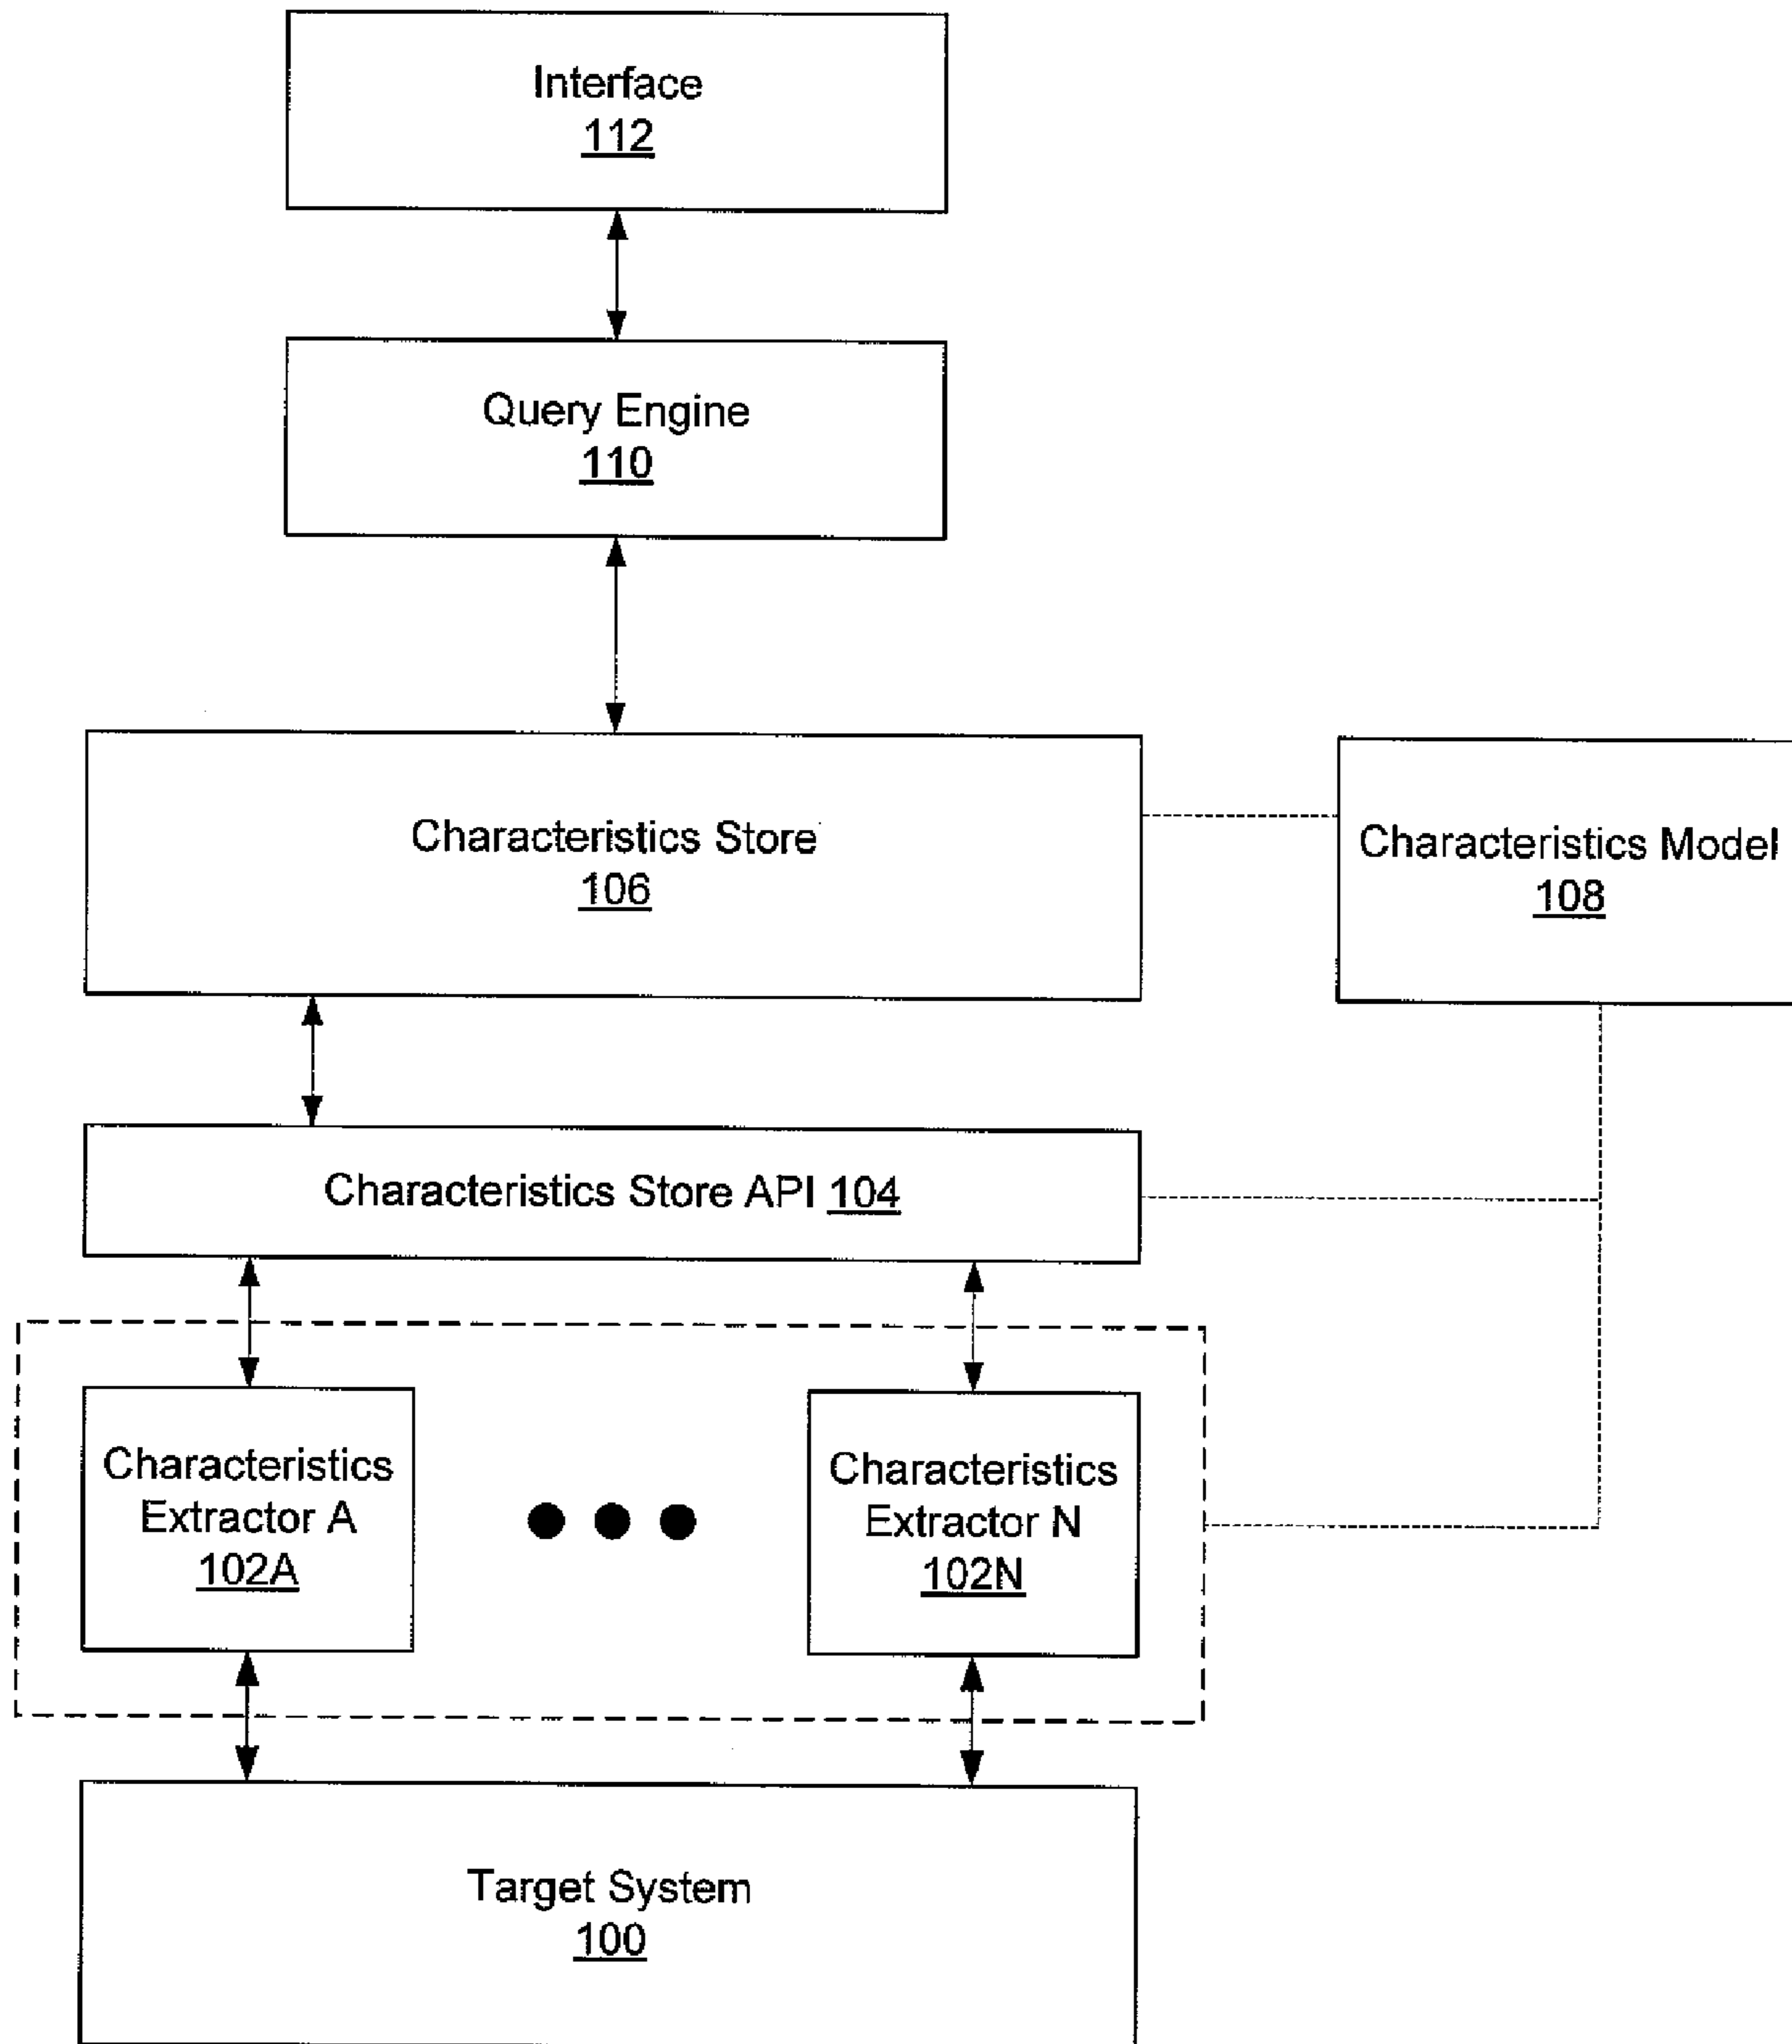 Interface
112
Query Engine
110
Characteristics Store
106
Characteristics Model
108
Characteristics Store API 104
Characteristics
Extractor A
102A
Characteristics
Extractor N
102N
Target System
100